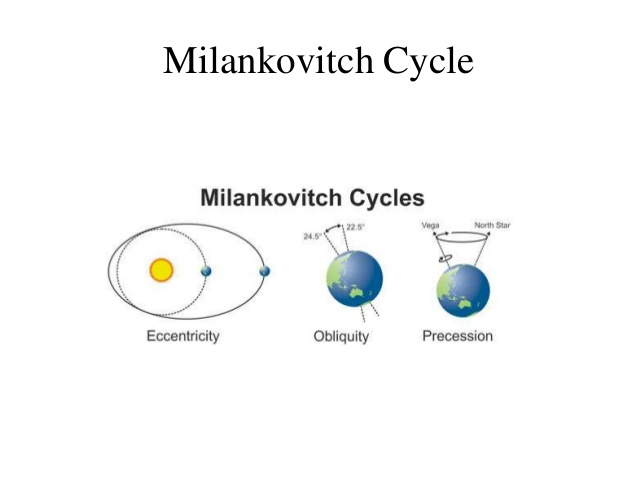 Milankovitch Cycle
Milankovitch Cycles
24.5°
22.5°
Vega
North Star
Eccentricity
Obliquity
Precession